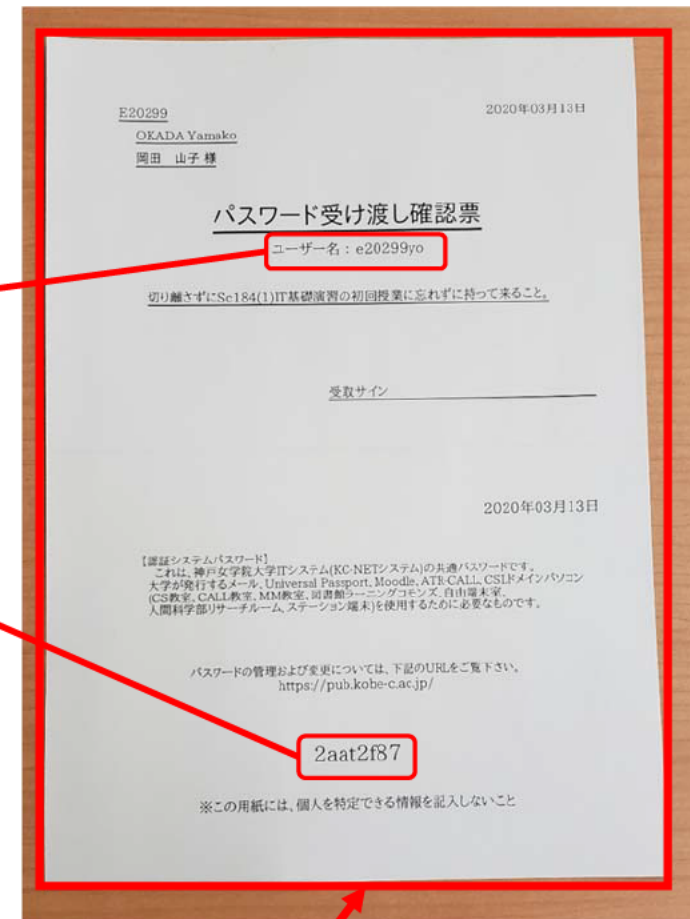 E20299
2020年03月13日
OKADA Yamako
岡田 山子 様
パスワード受け渡し確認票
ユーザー名:e20299yo
切り離さずにSc184(1)IT基礎演習の初回授業に忘れずに持って来ること。
受取サイン
2020年03月13日
【認証システムパスワード】
これは、神戸女学院大学ITシステム(KC-NETシステム)の共通パスワードです。
大学が発行するメール、Universal Passport、Moodle、ATR-CALL、CSLドメインパソコン
(CS教室、CALL教室、MM教室、図書館ラーニングコモンズ、自由端末室、
人間科学部リサーチルーム、ステーション端末)を使用するために必要なものです。
パスワードの管理および変更については、下記のURLをご覧下さい。
https://pub.kobe-c.ac.jp/
2aat2f87
※この用紙には、個人を特定できる情報を記入しないこと